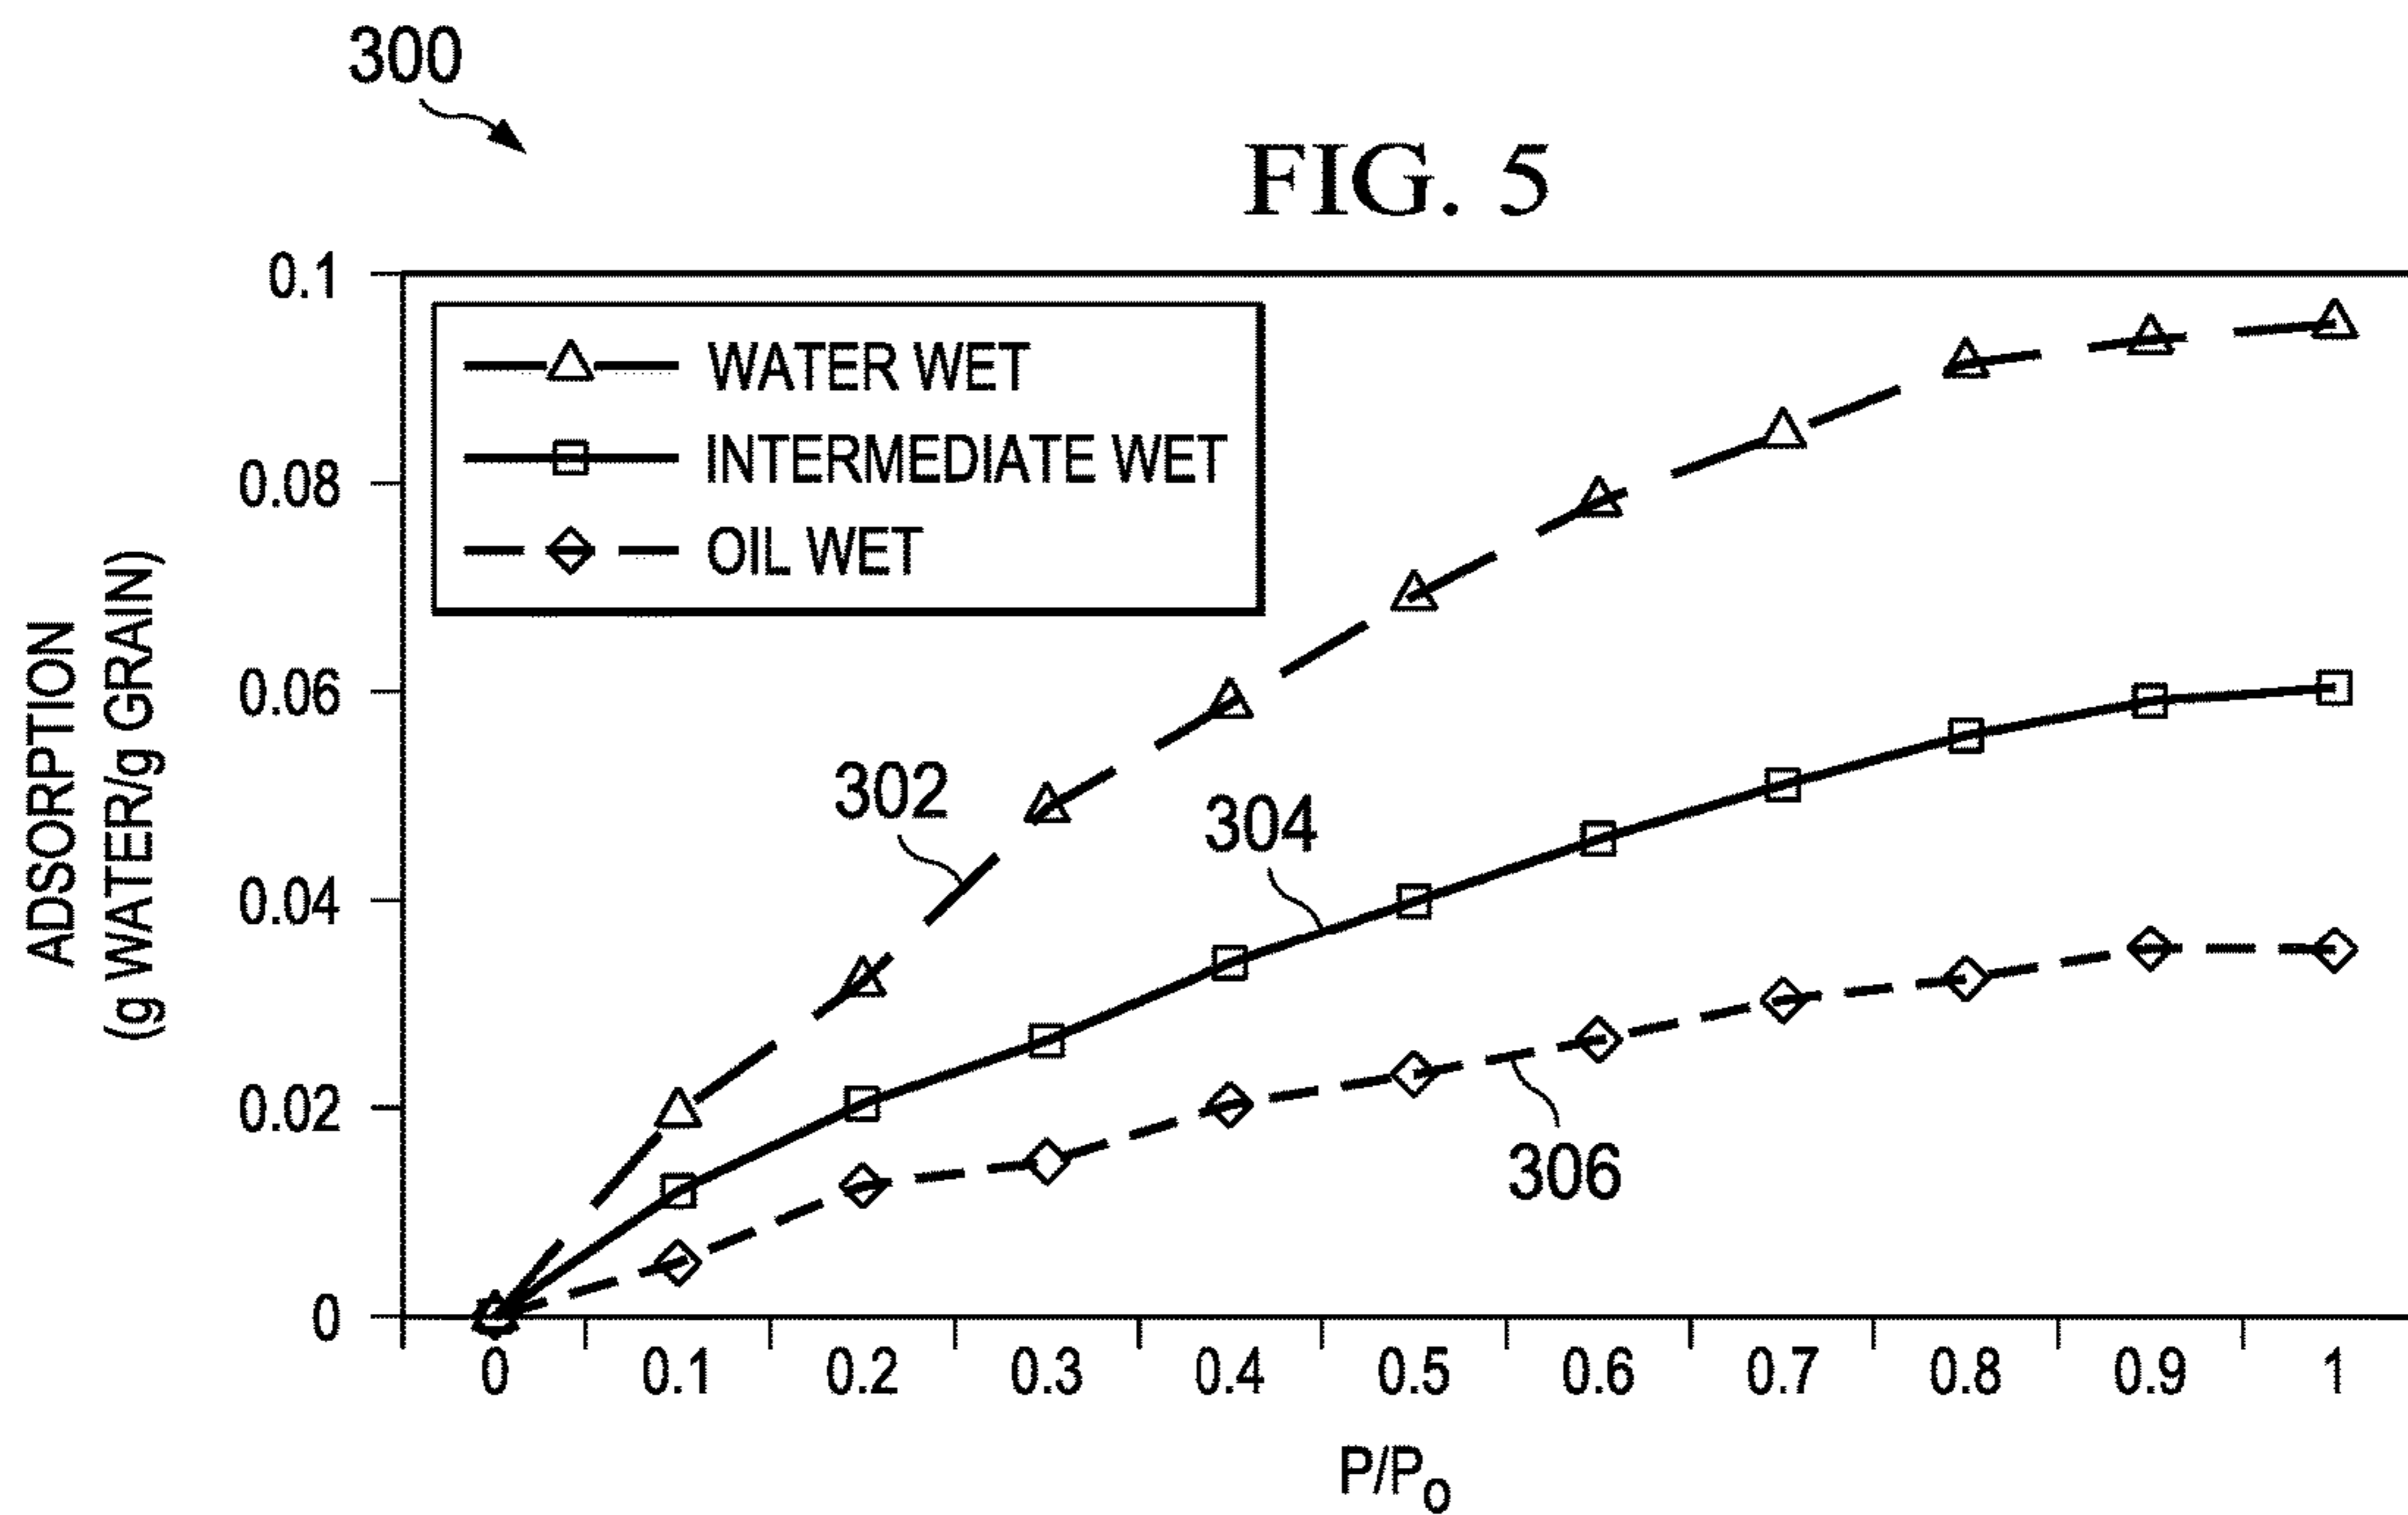 300
FIG. 5
0.1
0.08
0.06
0.04
0.02
0
ADSORPTION
(g WATER/g GRAIN)
WATER WET
INTERMEDIATE WET
OIL WET
302
304
306
0 0.1 0.2 0.3 0.4 0.5 0.6 0.7 0.8 0.9 1
P/Po